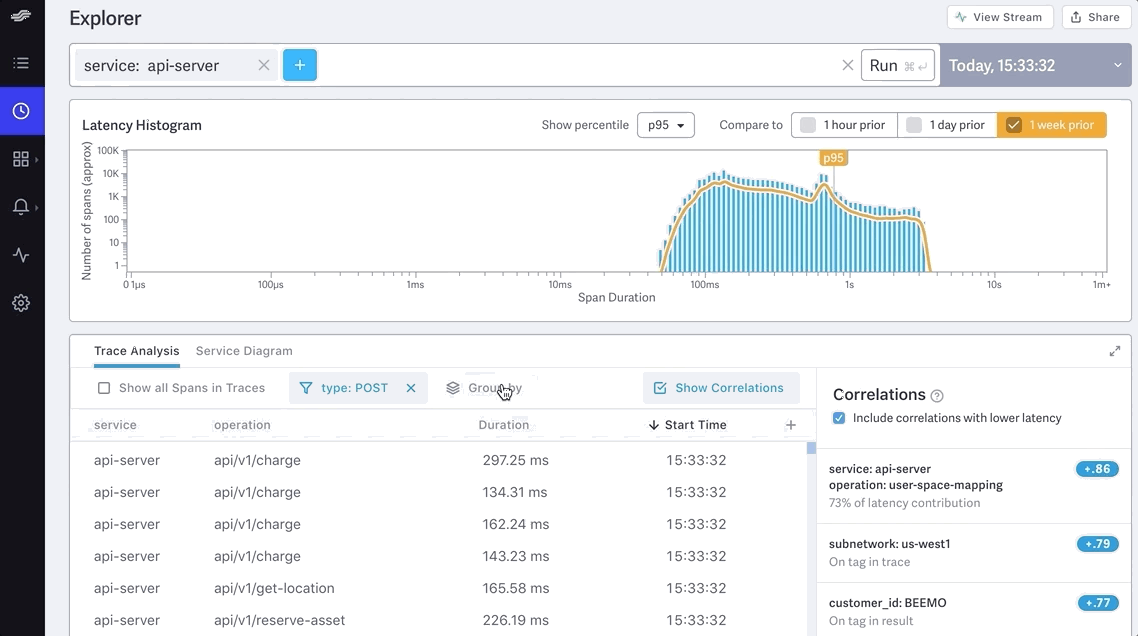 Explorer
View Stream
Share
service: api-server
+
Run
Today, 15:33:32
Latency Histogram
Show percentile
p95
Compare to
1 hour prior
1 day prior
1 week prior
Number of spans (approx)
100K
10K
1K
100
10
1
p95
0 1µs
100µs
1ms
10ms
100ms
1s
10s
1m+
Span Duration
Trace Analysis
Service Diagram
Show all Spans in Traces
type: POST
Group by
Show Correlations
service operation Duration Start Time +
api-server api/v1/charge 297.25 ms 15:33:32
api-server api/v1/charge 134.31 ms 15:33:32
api-server api/v1/charge 162.24 ms 15:33:32
api-server api/v1/charge 143.23 ms 15:33:32
api-server api/v1/get-location 165.58 ms 15:33:32
api-server api/v1/reserve-asset 226.19 ms 15:33:32
Correlations
Include correlations with lower latency
service: api-server
+.86
operation: user-space-mapping
73% of latency contribution
subnetwork: us-west1
+.79
On tag in trace
customer_id: BEEMO
+.77
On tag in result